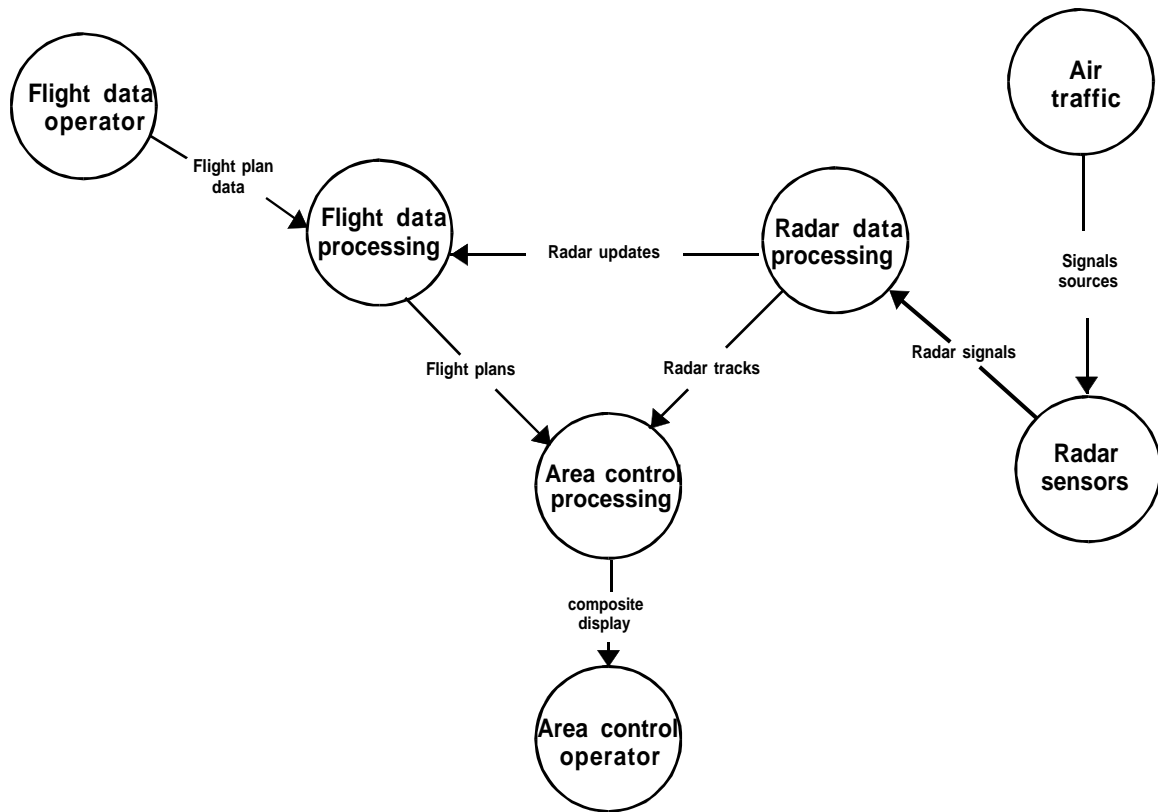 Flight data
operator
Air
traffic
Flight plan
data
Flight data
processing
Radar updates
Radar data
processing
Signals
sources
Flight plans
Radar tracks
Radar signals
Area control
processing
Radar
sensors
composite
display
Area control
operator